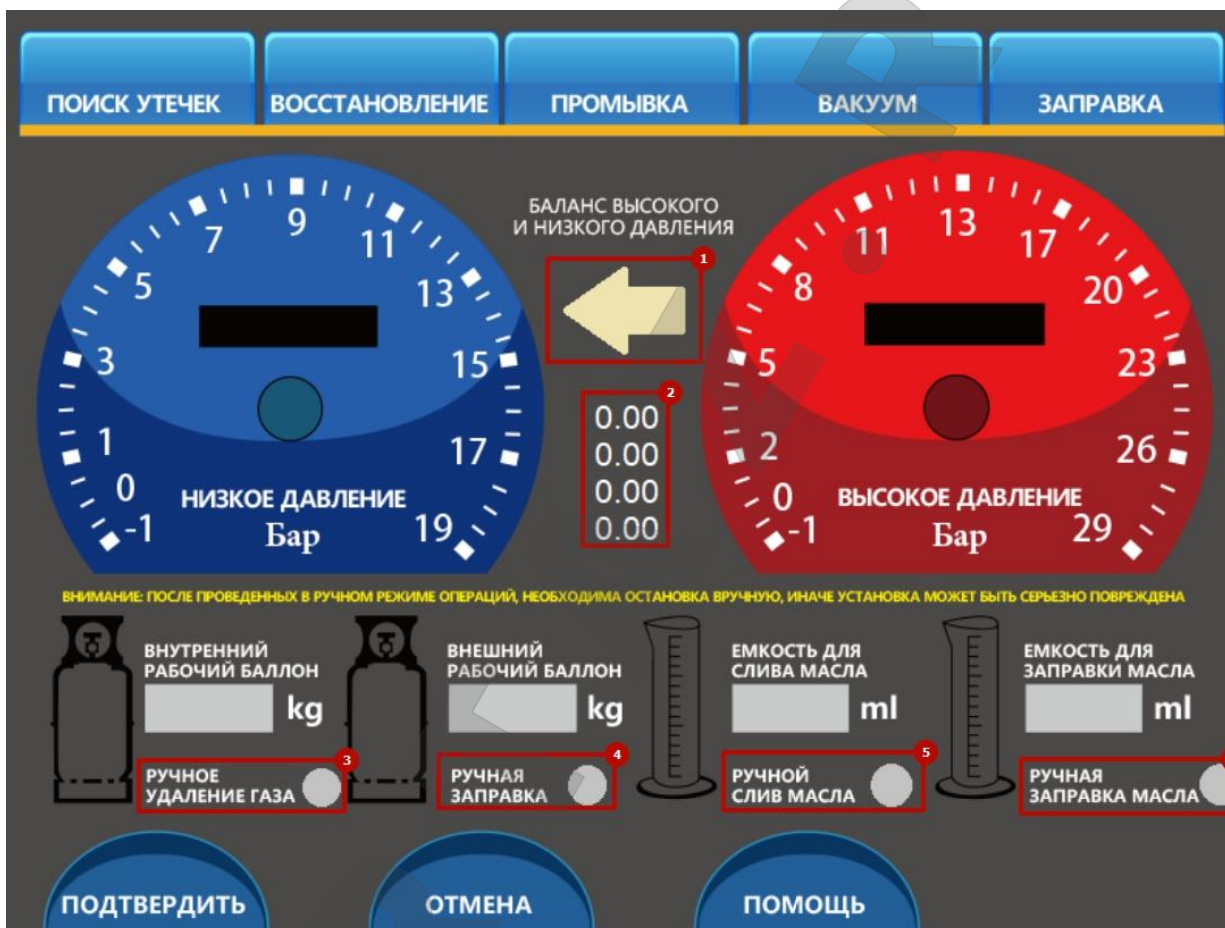 ПОИСК УТЕЧЕК
ВОССТАНОВЛЕНИЕ
ПРОМЫВКА
ВАКУУМ
ЗАПРАВКА
-1
0
1
3
5
7
9
11
13
15
17
19
НИЗКОЕ ДАВЛЕНИЕ
Бар
БАЛАНС ВЫСОКОГО
И НИЗКОГО ДАВЛЕНИЯ
1
2
0.00
0.00
0.00
0.00
-1
0
2
5
8
11
13
17
20
23
26
29
ВЫСОКОЕ ДАВЛЕНИЕ
Бар
ВНИМАНИЕ: ПОСЛЕ ПРОВЕДЕННЫХ В РУЧНОМ РЕЖИМЕ ОПЕРАЦИЙ, НЕОБХОДИМА ОСТАНОВКА ВРУЧНУЮ, ИНАЧЕ УСТАНОВКА МОЖЕТ БЫТЬ СЕРЬЕЗНО ПОВРЕЖДЕНА
ВНУТРЕННИЙ
РАБОЧИЙ БАЛЛОН
kg
3
РУЧНОЕ
УДАЛЕНИЕ ГАЗА
ВНЕШНИЙ
РАБОЧИЙ БАЛЛОН
kg
4
РУЧНАЯ
ЗАПРАВКА
ЕМКОСТЬ ДЛЯ
СЛИВА МАСЛА
ml
5
РУЧНОЙ
СЛИВ МАСЛА
ЕМКОСТЬ ДЛЯ
ЗАПРАВКИ МАСЛА
ml
РУЧНАЯ
ЗАПРАВКА МАСЛА
ПОДТВЕРДИТЬ
ОТМЕНА
ПОМОЩЬ